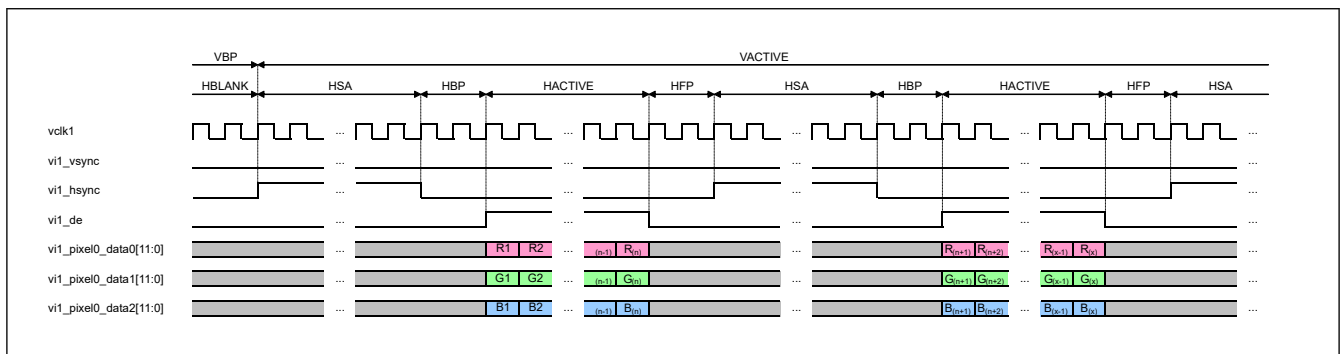 VBP VACTIVE
HBLANK HSA HBP HACTIVE HFP HSA HBP HACTIVE HFP HSA
vclk1 ... ... ... ... ...
vi1_vsync ... ... ... ... ...
vi1_hsync ... ... ... ... ...
vi1_de ... ... ... ... ...
vi1_pixel0_data0[11:0] ... R1 R2 ... (n-1) R(n) ... R(n+1) R(n+2) ... R(x-1) R(x) ...
vi1_pixel0_data1[11:0] ... G1 G2 ... (n-1) G(n) ... G(n+1) G(n+2) ... G(x-1) G(x) ...
vi1_pixel0_data2[11:0] ... B1 B2 ... (n-1) B(n) ... B(n+1) B(n+2) ... B(x-1) B(x) ...